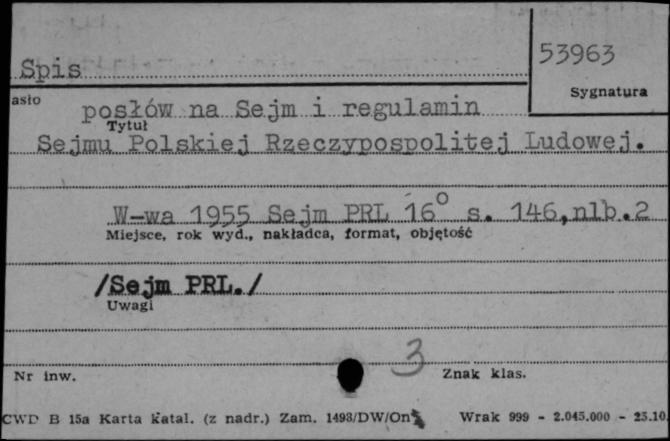 53963
Spis
Sygnatura
asło
posłów na Sejm i regulamin
Tytuł
Sejmu Polskiej Rzeczypospolitej Ludowej.
W-wa 1955 Sejm PRL 16° s. 146,nlb.2
Miejsce, rok wyd., nakładca, format, objętość
/Sejm PRL./
Uwagi
3
Nr inw.
Znak klas.
CWD B 15a Karta katal. (z nadr.) Zam. 1493/DW/On Wrak 999 - 2.045.000 - 25.10.